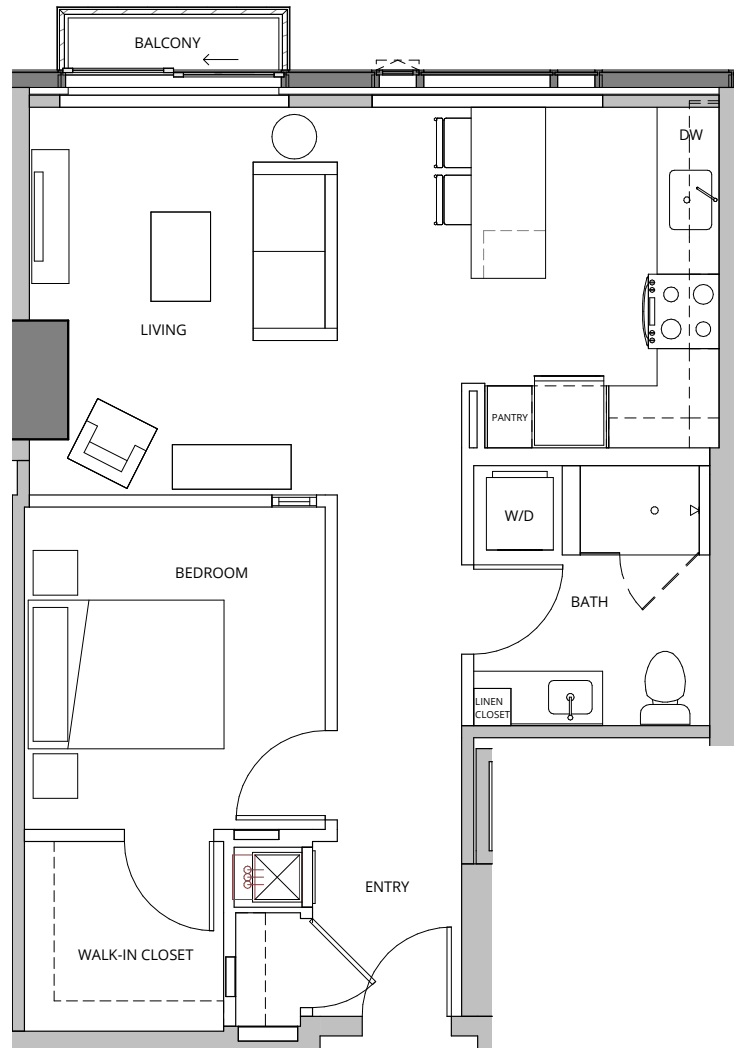 BALCONY
DW
LIVING
PANTRY
W/D
BEDROOM
BATH
LINEN
CLOSET
ENTRY
WALK-IN CLOSET